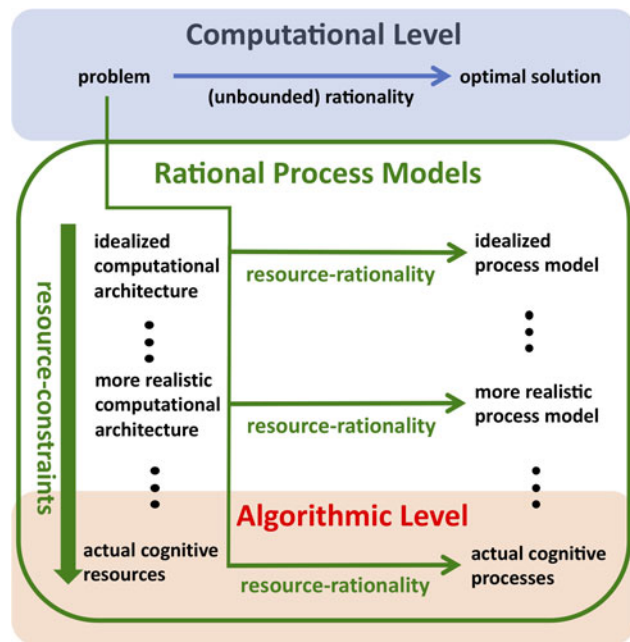 Computational Level
problem
optimal solution
(unbounded) rationality
Rational Process Models
resource-constraints
idealized
computational
architecture
resource-rationality
idealized
process model
more realistic
computational
architecture
resource-rationality
more realistic
process model
Algorithmic Level
actual cognitive
resources
resource-rationality
actual cognitive
processes